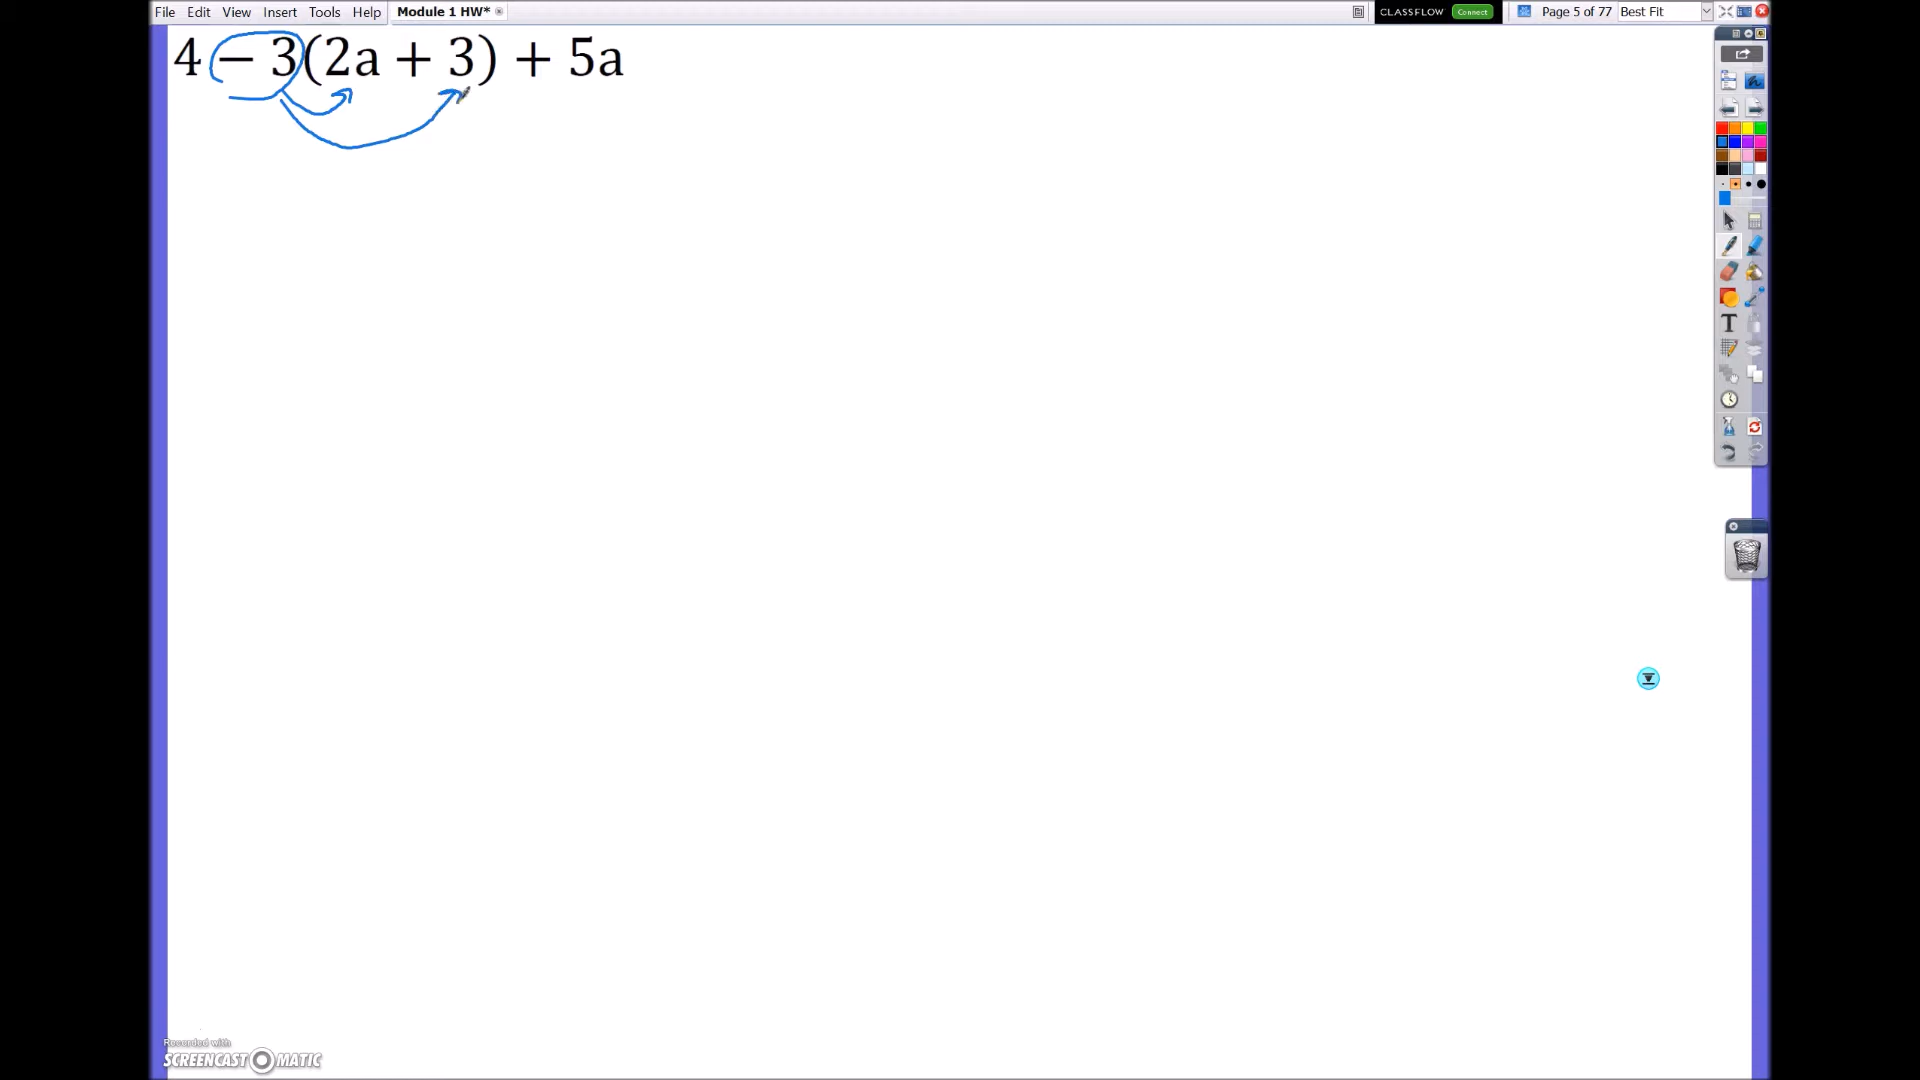 File Edit View Insert Tools Help Module 1 HW* CLASSFLOW Connect Page 5 of 77 Best Fit
4 − 3(2a + 3) + 5a
T
Recorded with
SCREENCAST MATIC